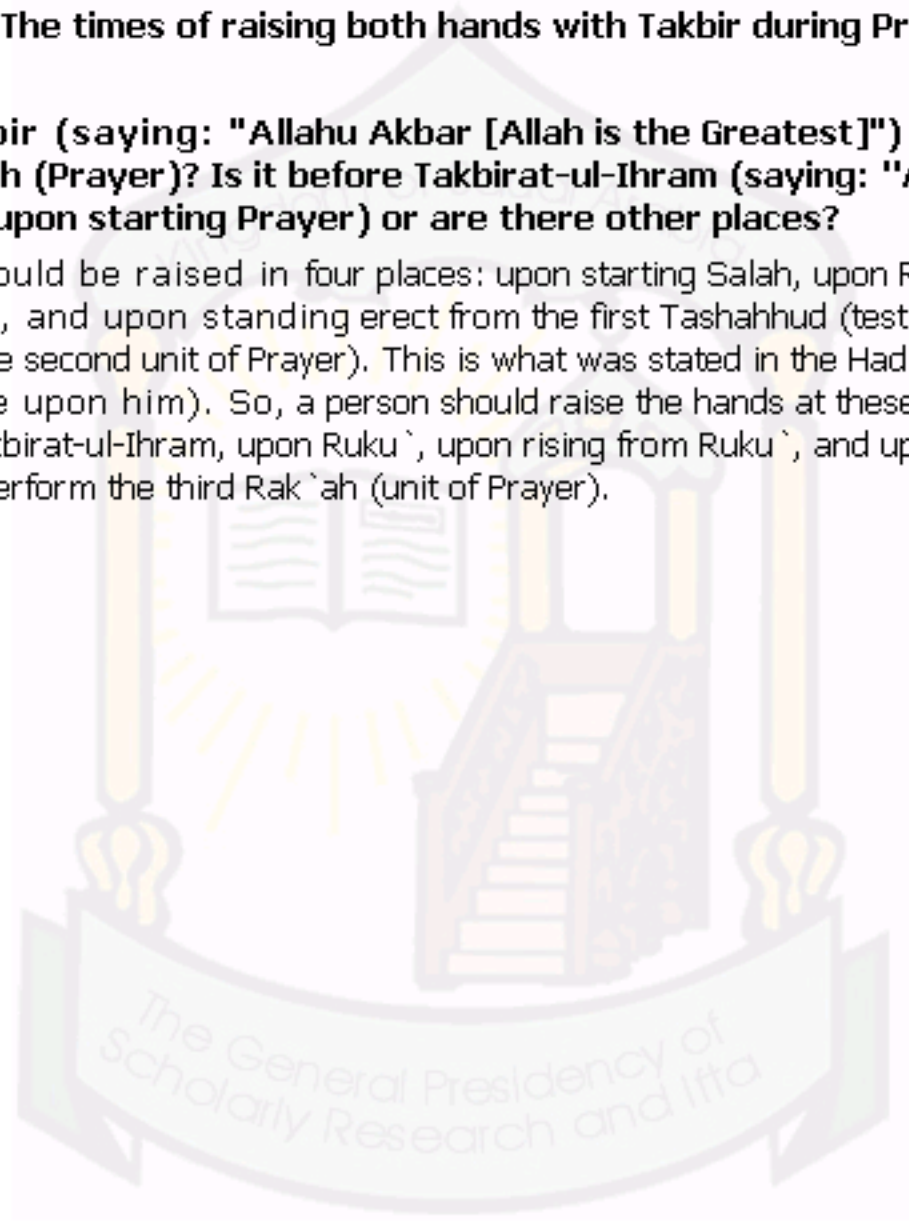 The times of raising both hands with Takbir during Pr
bir (saying: "Allahu Akbar [Allah is the Greatest]")
h (Prayer)? Is it before Takbirat-ul-Ihram (saying: "A
upon starting Prayer) or are there other places?
ould be raised in four places: upon starting Salah, upon R
, and upon standing erect from the first Tashahhud (test
e second unit of Prayer). This is what was stated in the Had
e upon him). So, a person should raise the hands at these
kbirat-ul-Ihram, upon Ruku`, upon rising from Ruku`, and up
erform the third Rak`ah (unit of Prayer).
Kingdom of Saudi Arabia
The General Presidency of
Scholarly Research and Ifta